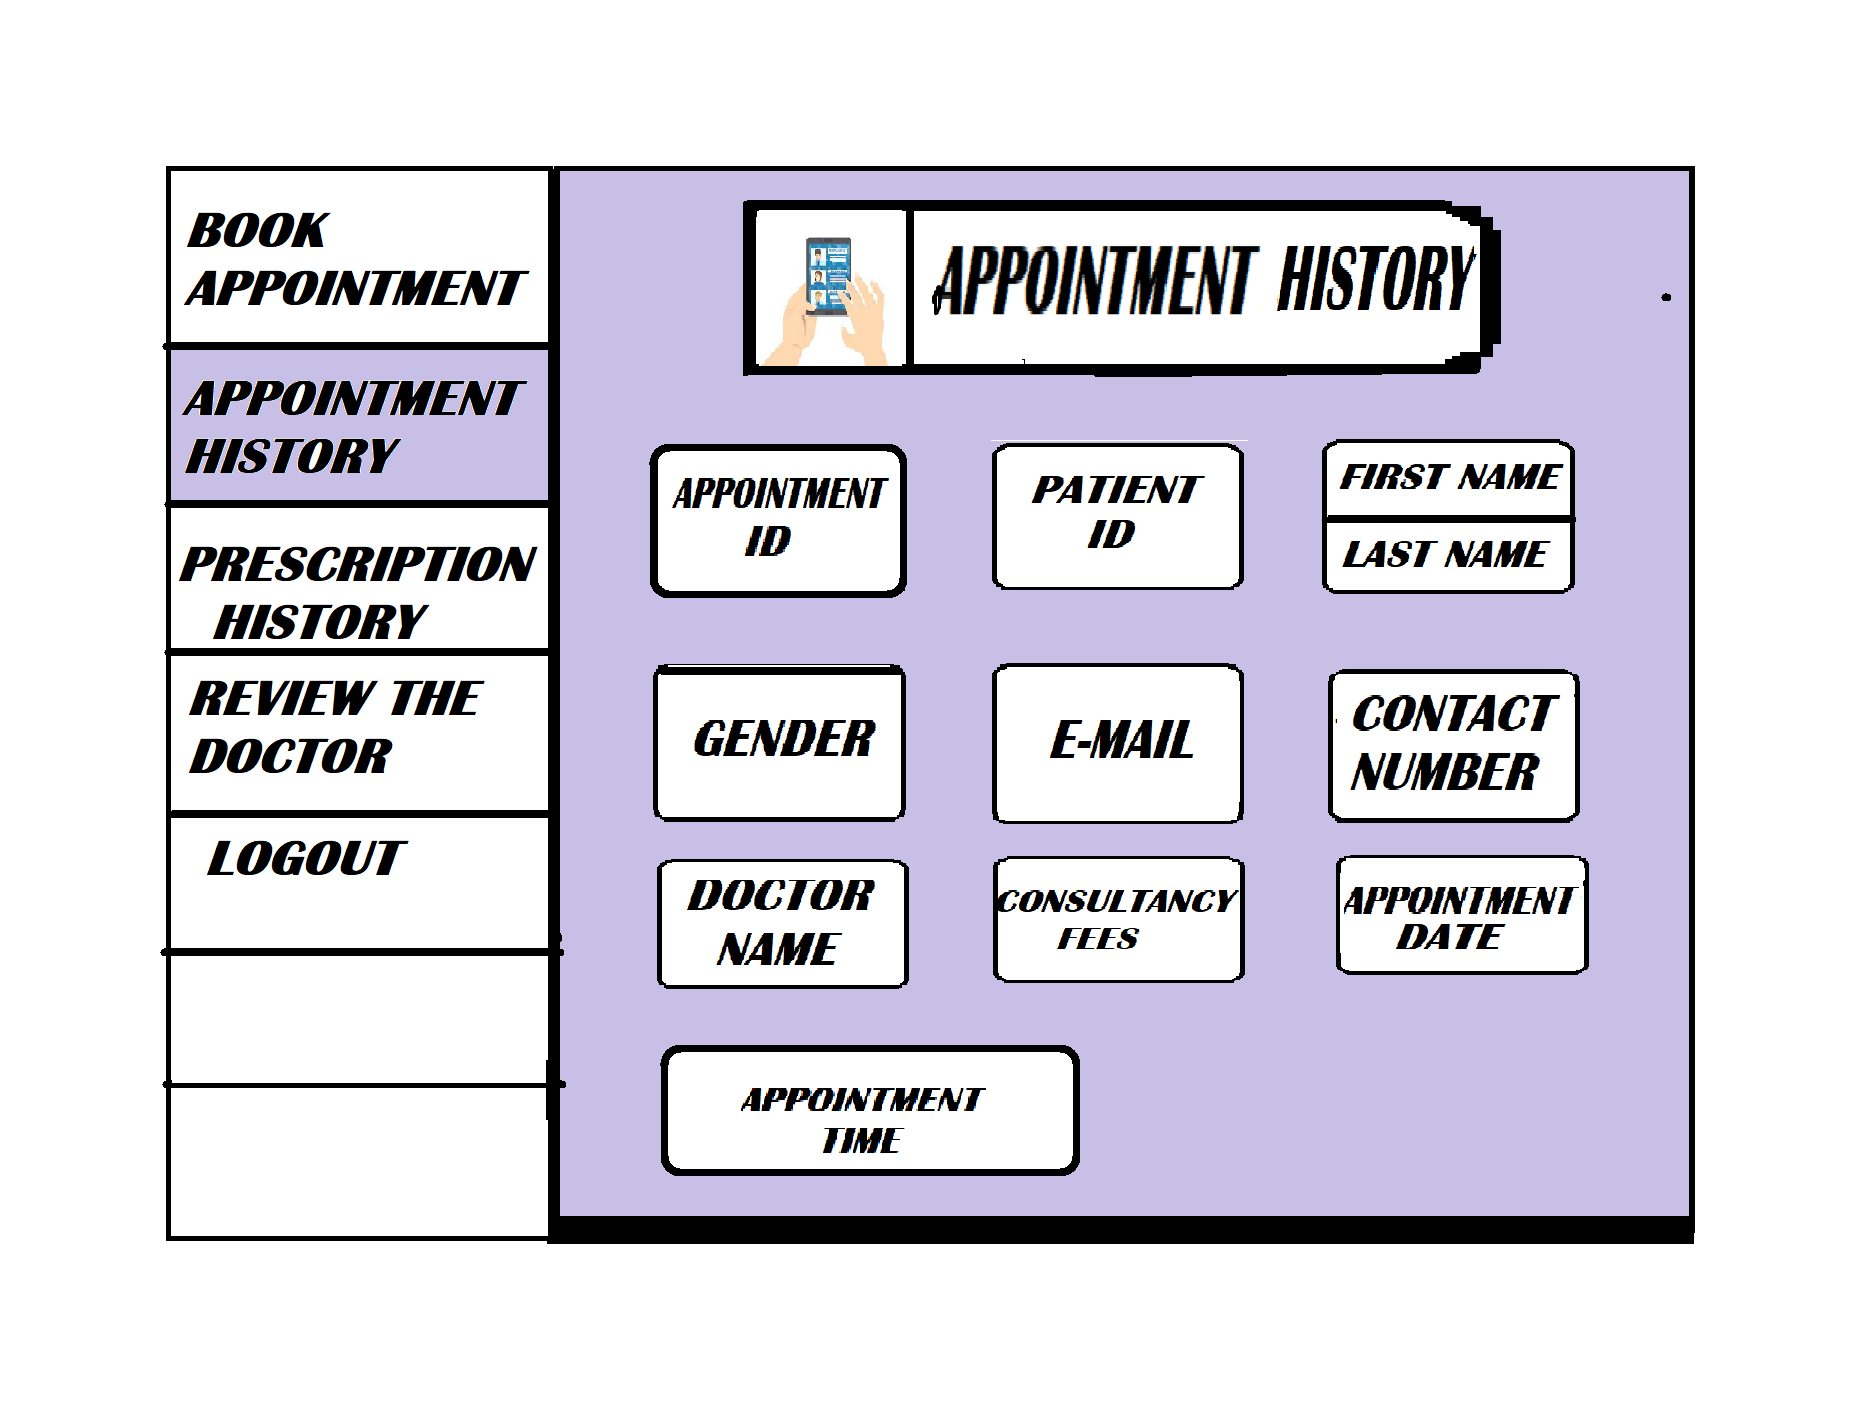 BOOK
APPOINTMENT
APPOINTMENT
HISTORY
PRESCRIPTION
HISTORY
REVIEW THE
DOCTOR
LOGOUT
APPOINTMENT HISTORY
APPOINTMENT
ID
PATIENT
ID
FIRST NAME
LAST NAME
GENDER
E-MAIL
CONTACT
NUMBER
DOCTOR
NAME
CONSULTANCY
FEES
APPOINTMENT
DATE
APPOINTMENT
TIME